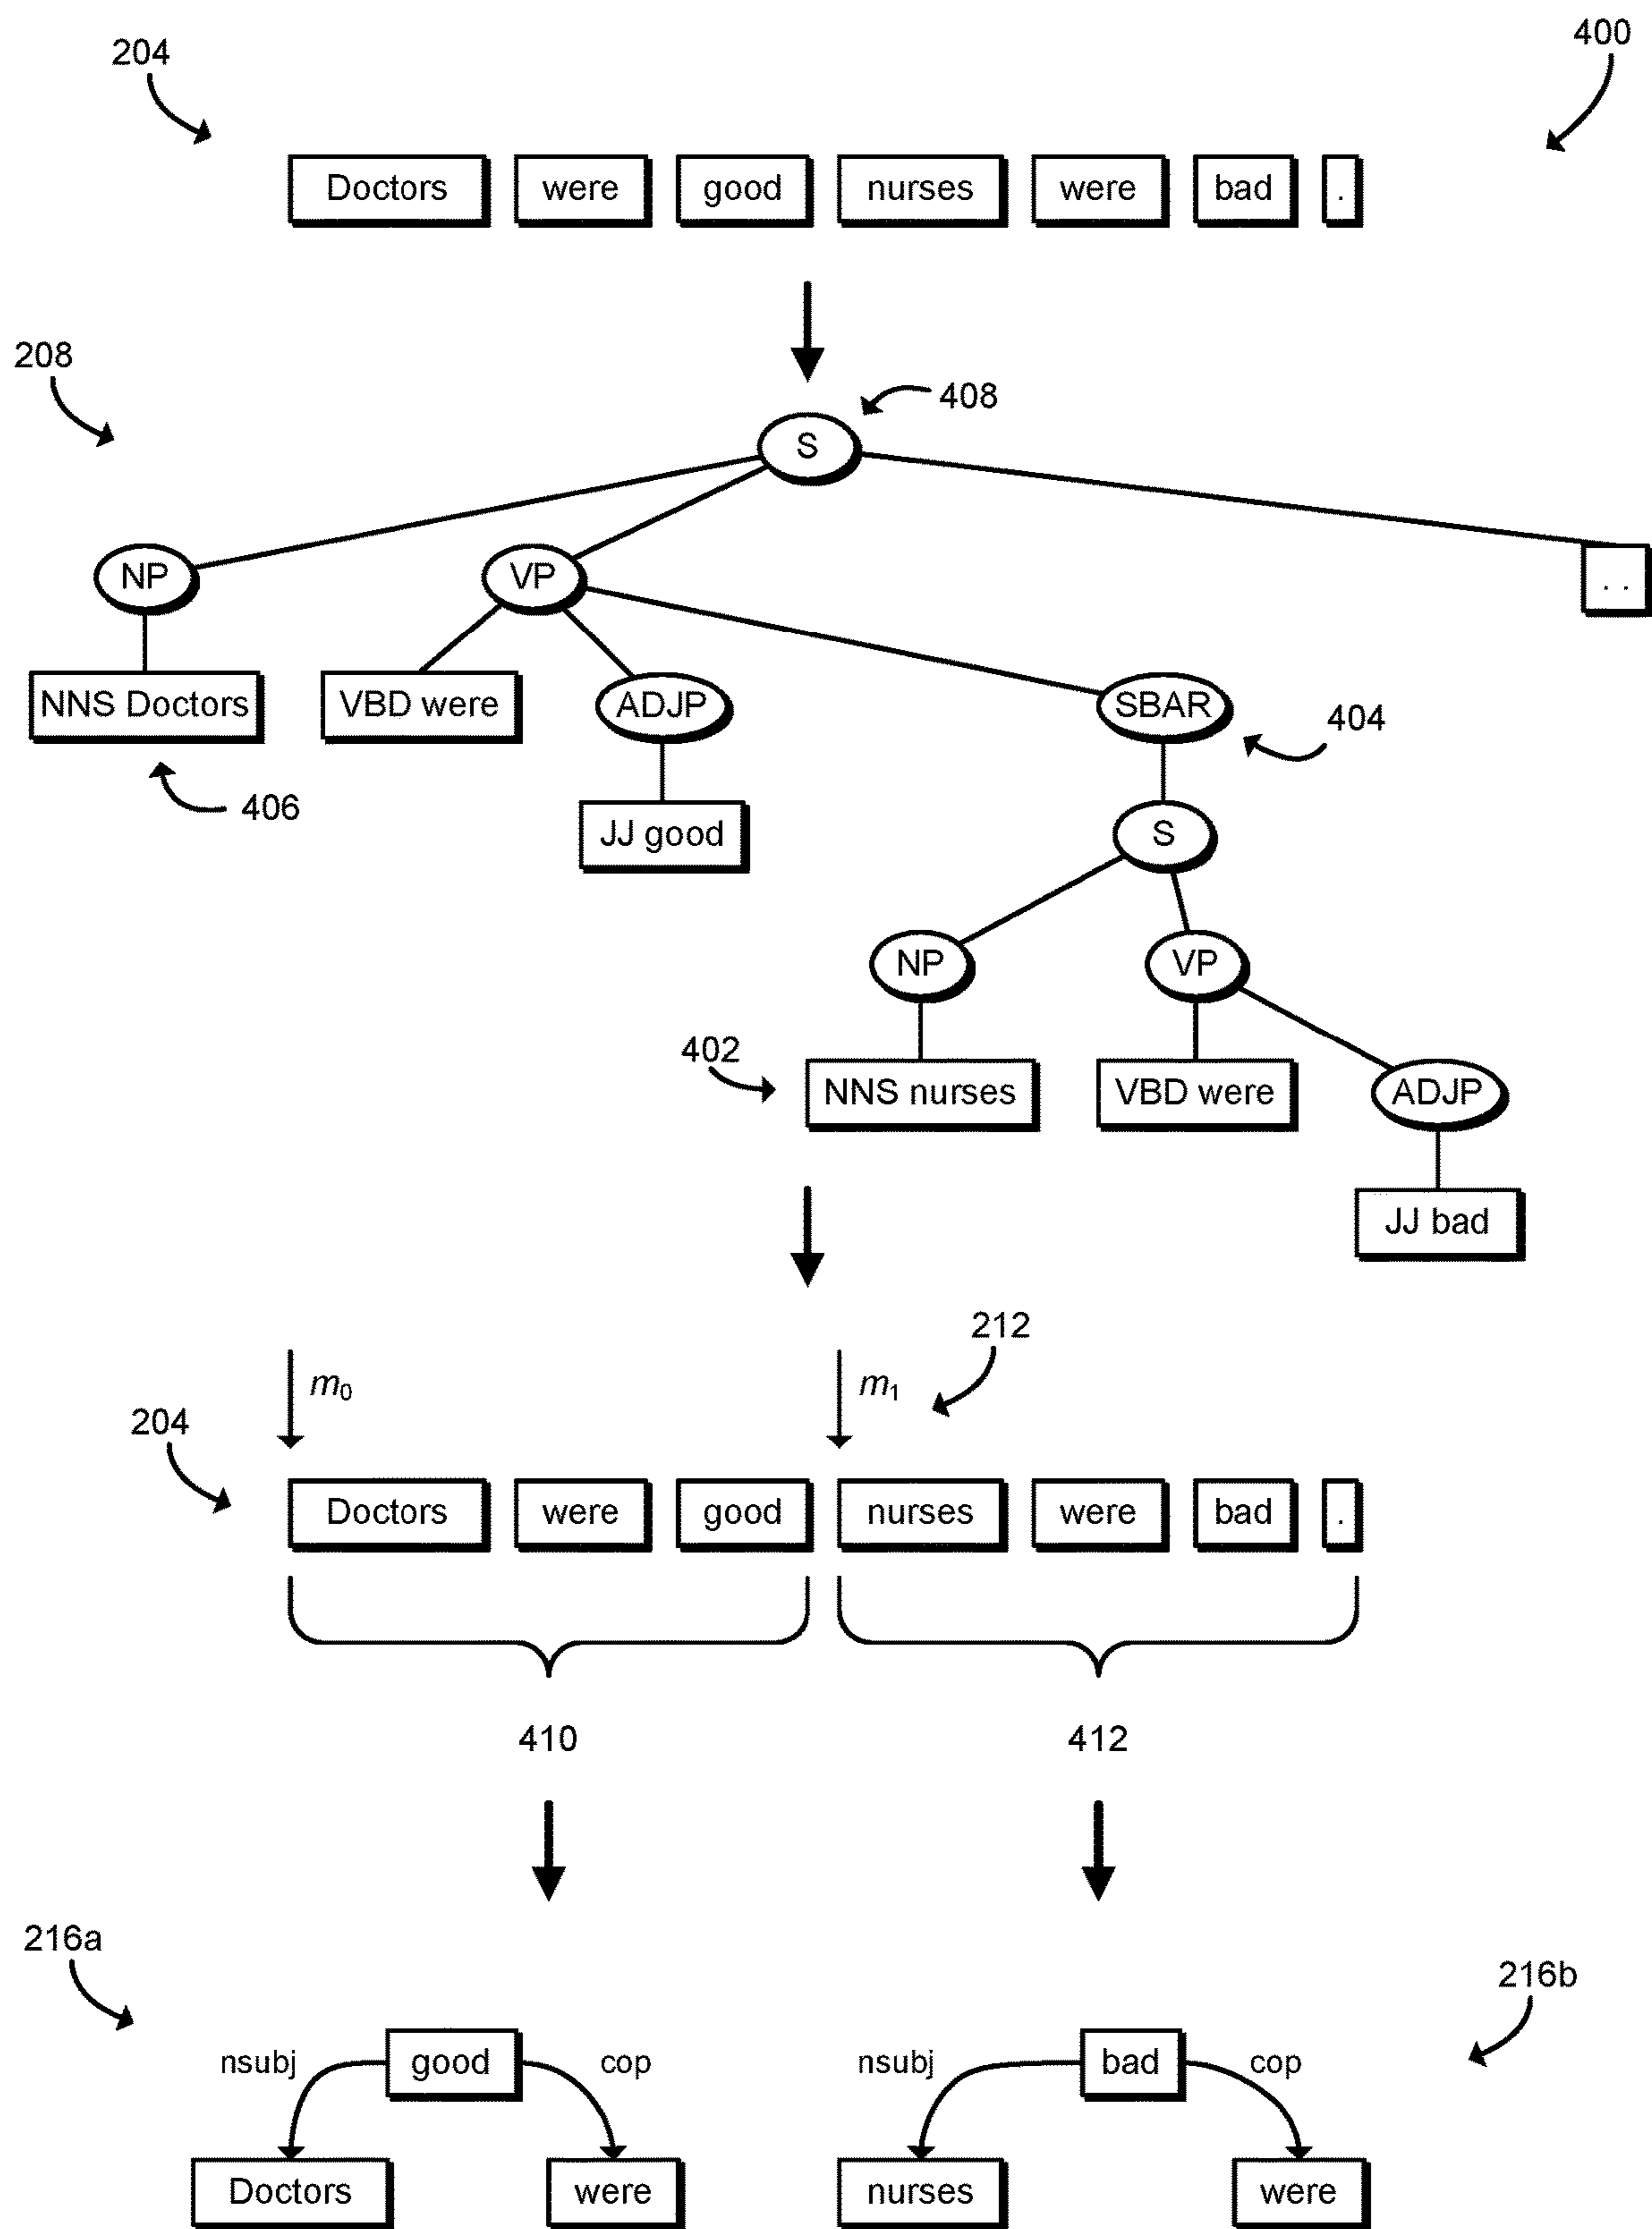 204
400
Doctors were good nurses were bad .
208
408
S
NP VP . .
NNS Doctors VBD were ADJP SBAR
404
406
JJ good S
NP VP
402
NNS nurses VBD were ADJP
JJ bad
212
m0 m1
204
Doctors were good nurses were bad .
410 412
216a
216b
nsubj good cop nsubj bad cop
Doctors were nurses were